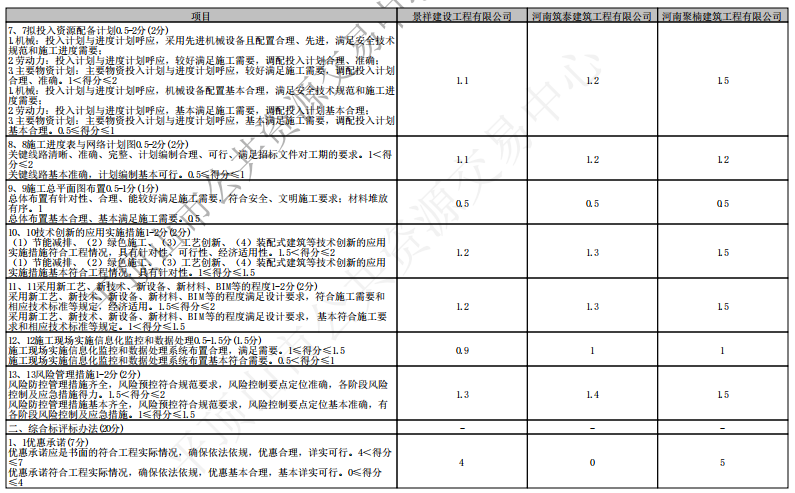 项目 景祥建设工程有限公司 河南筑泰建筑工程有限公司 河南聚楠建筑工程有限公司
7、7拟投入资源配备计划0.5-2分(2分)
1.机械：投入计划与进度计划呼应，采用先进机械设备且配置合理、先进，满足安全技术
规范和施工进度需要；
2劳动力：投入计划与进度计划呼应，较好满足施工需要，调配投入计划合理、准确；
3主要物资计划：主要物资投入计划与进度计划呼应，较好满足施工需要，调配投入计划
合理、准确。1<得分≤2
1.机械：投入计划与进度计划呼应，机械设备配置基本合理，满足安全技术规范和施工进
度需要；
2劳动力：投入计划与进度计划呼应，基本满足施工需要，调配投入计划基本合理；
3主要物资计划：主要物资投入计划与进度计划呼应，基本满足施工需要，调配投入计划
基本合理。0.5≤得分≤1
1.1 1.2 1.5
8、8施工进度表与网络计划图0.5-2分(2分)
关键线路清晰、准确、完整、计划编制合理、可行、满足招标文件对工期的要求。1<得
分≤2
关键线路基本准确，计划编制基本可行。0.5≤得分≤1
1.1 1.2 1.2
9、9施工总平面图布置0.5-1分(1分)
总体布置有针对性、合理、能较好满足施工需要，符合安全、文明施工要求；材料堆放
有序。1
总体布置基本合理、基本满足施工需要。0.5
0.5 0.5 0.5
10、10技术创新的应用实施措施1-2分(2分)
（1）节能减排、（2）绿色施工、（3）工艺创新、（4）装配式建筑等技术创新的应用
实施措施符合工程情况，具有针对性、可行性、经济适用性。1.5<得分≤2
（1）节能减排、（2）绿色施工、（3）工艺创新、（4）装配式建筑等技术创新的应用
实施措施基本符合工程情况，具有针对性。1≤得分≤1.5
1.2 1.3 1.5
11、11采用新工艺、新技术、新设备、新材料、BIM等的程度1-2分(2分)
采用新工艺、新技术、新设备、新材料、BIM等的程度满足设计要求，符合施工需要和
相应技术标准等规定，经济适用。1.5≤得分≤2
采用新工艺、新技术、新设备、新材料、BIM等的程度满足设计要求，基本符合施工要
求和相应技术标准等规定。1<得分≤1.5
1.2 1.3 1.5
12、12施工现场实施信息化监控和数据处理0.5-1.5分(1.5分)
施工现场实施信息化监控和数据处理系统布置合理，满足需要。1≤得分≤1.5
施工现场实施信息化监控和数据处理系统布置基本符合需要。0.5<得分≤1
0.9 1 1
13、13风险管理措施1-2分(2分)
风险防控管理措施齐全，风险预控符合规范要求，风险控制要点定位准确，各阶段风险
控制及应急措施得力。1.5<得分≤2
风险防控管理措施基本齐全，风险预控符合规范要求，风险控制要点定位基本准确，有
各阶段风险控制及应急措施。1≤得分≤1.5
1.3 1.4 1.5
二、综合标评标办法(20分) - - -
1、1优惠承诺(7分)
优惠承诺应是书面的符合工程实际情况，确保依法依规，优惠合理，详实可行。4<得分
≤7
优惠承诺符合工程实际情况，确保依法依规，优惠基本合理，基本详实可行。0≤得分
≤4
4 0 5